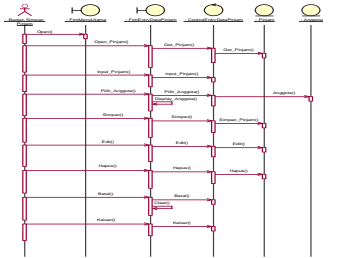 Bagian Simpan
Pinjam
FrmMenuUtama
FrmEntryDataPinjam
ControlEntryDataPinjam
Pinjam
Anggota
Open()
Open_Pinjam()
Get_Pinjam()
Get_Pinjam()
Input_Pinjam()
Input_Pinjam()
Pilih_Anggota()
Pilih_Anggota()
Anggota()
Display_Anggota()
Simpan()
Simpan()
Simpan_Pinjam()
Edit()
Edit()
Edit()
Hapus()
Hapus()
Hapus()
Batal()
Batal()
Clear()
Keluar()
Keluar()